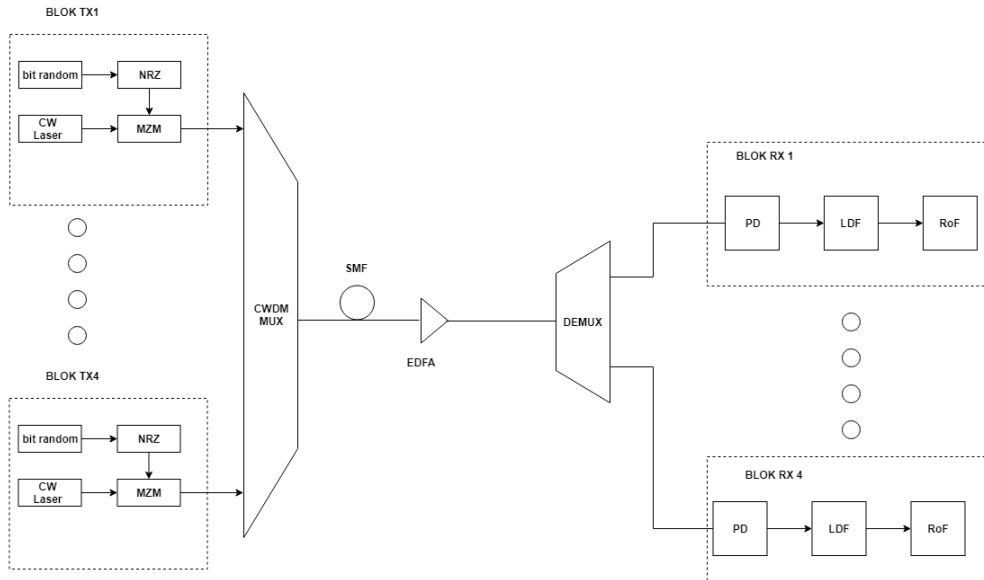 BLOK TX1
bit random
NRZ
CW
Laser
MZM
BLOK TX4
bit random
NRZ
CW
Laser
MZM
CWDM
MUX
SMF
EDFA
DEMUX
BLOK RX 1
PD
LDF
RoF
BLOK RX 4
PD
LDF
RoF